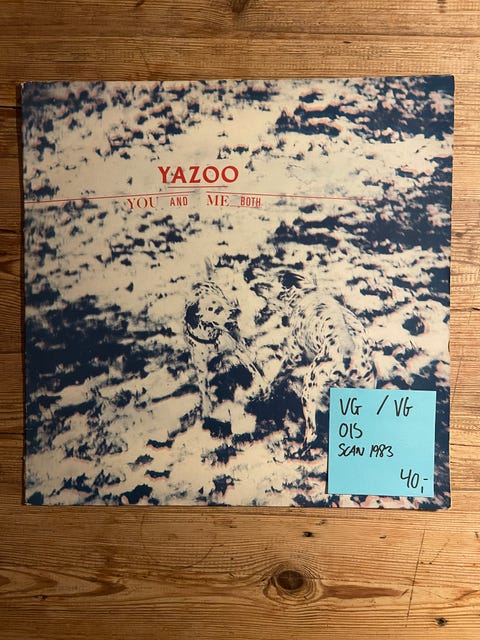 YAZOO
YOU AND ME BOTH
VG / VG
OIS
SCAN 1983
40,-